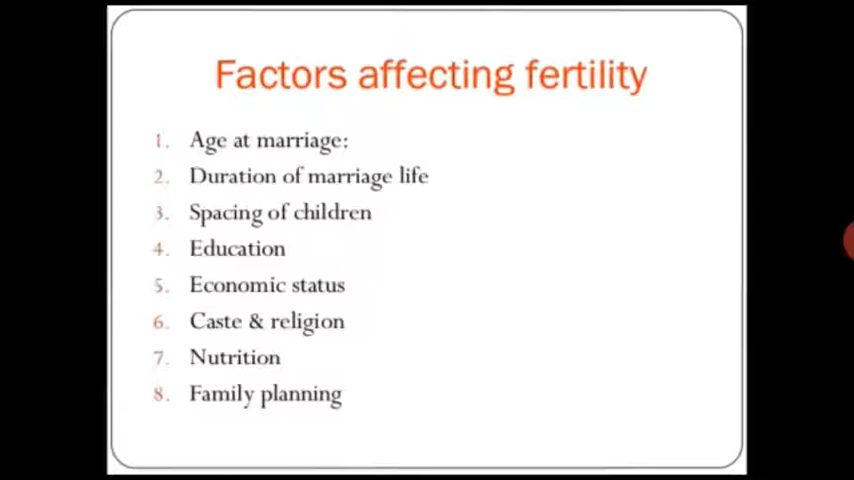 Factors affecting fertility
1. Age at marriage:
2. Duration of marriage life
3. Spacing of children
4. Education
5. Economic status
6. Caste & religion
7. Nutrition
8. Family planning